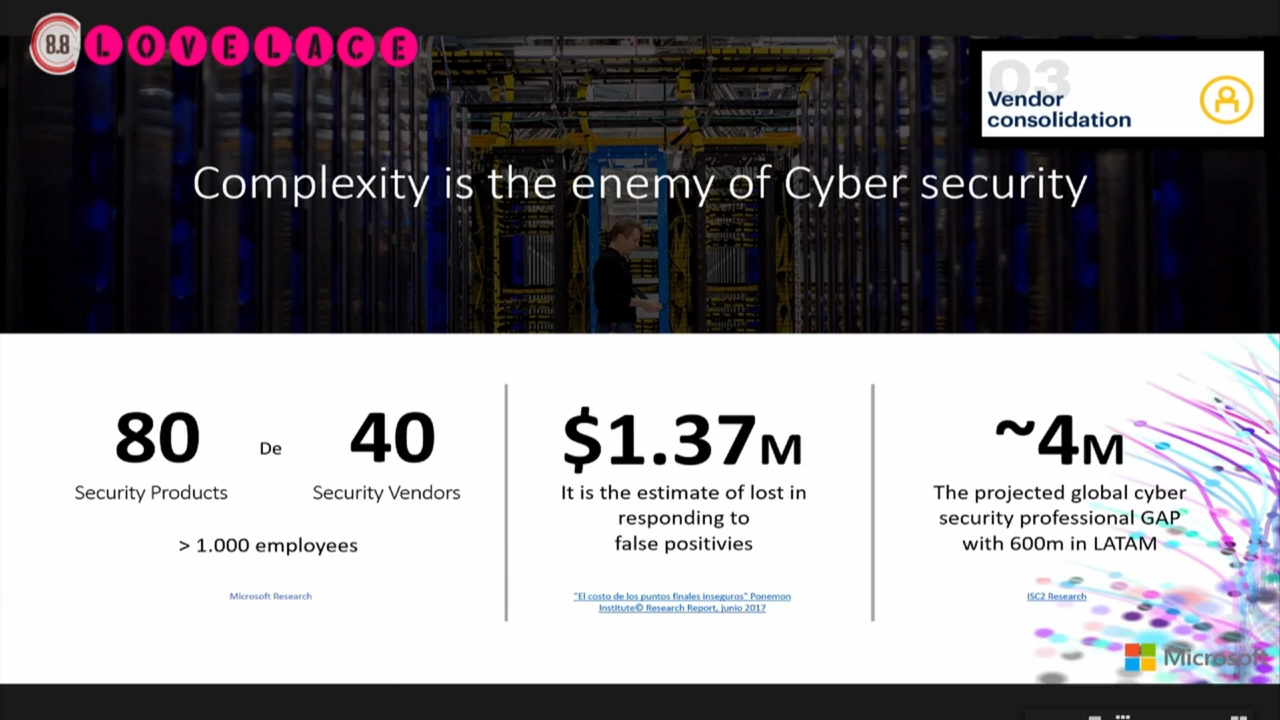 8.8 LOVELACE
03
Vendor
consolidation
Complexity is the enemy of Cyber security
80 De 40
Security Products Security Vendors
> 1.000 employees
Microsoft Research
$1.37M
It is the estimate of lost in
responding to
false positivies
"El costo de los puntos finales inseguros" Ponemon
Institute© Research Report, junio 2017
~4M
The projected global cyber
security professional GAP
with 600m in LATAM
ISC2 Research
Microsoft